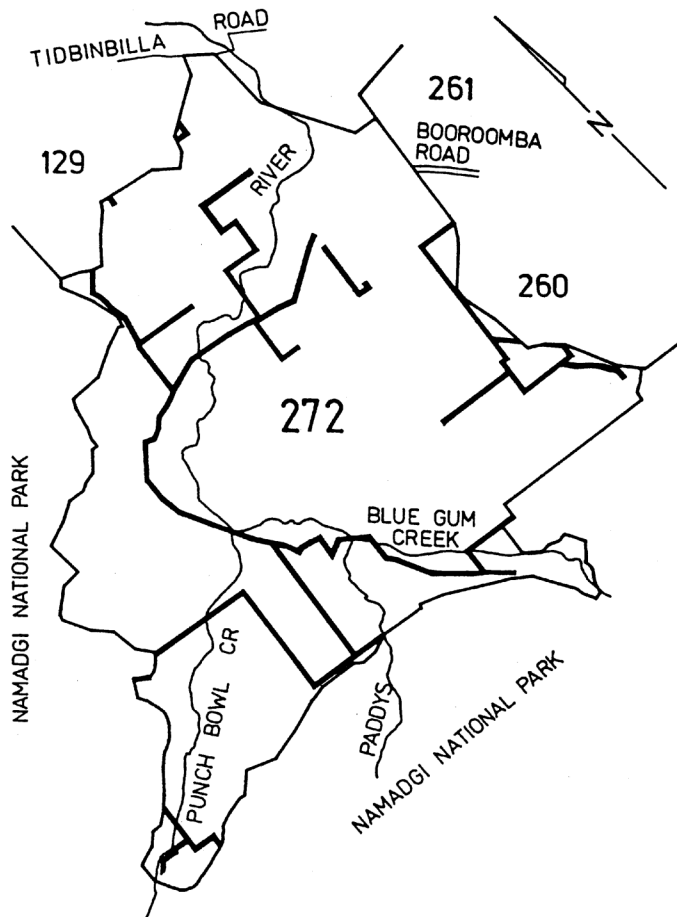 TIDBINBILLA ROAD
261
BOOROOMBA
ROAD
N
129
RIVER
260
272
BLUE GUM
CREEK
NAMADGI NATIONAL PARK
PUNCH BOWL CR
PADDYS
NAMADGI NATIONAL PARK